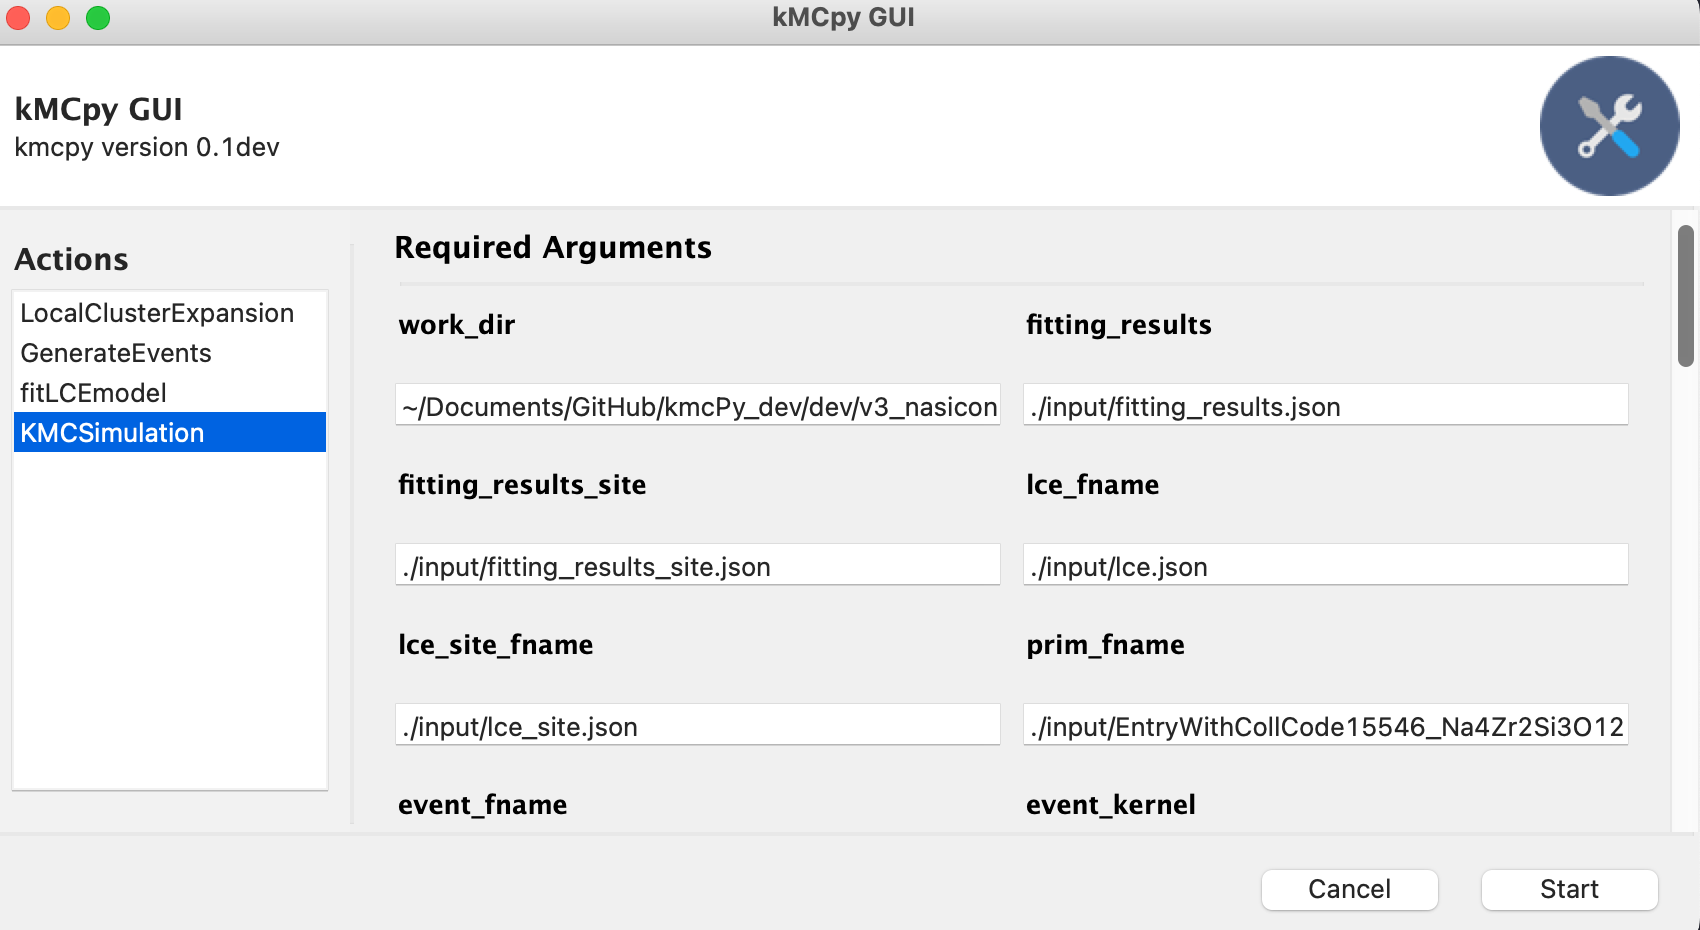 kMCpy GUI
kMCpy GUI
kmcpy version 0.1dev
Actions
LocalClusterExpansion
GenerateEvents
fitLCEmodel
KMCSimulation
Required Arguments
work_dir
fitting_results
~/Documents/GitHub/kmcPy_dev/dev/v3_nasicon
./input/fitting_results.json
fitting_results_site
lce_fname
./input/fitting_results_site.json
./input/lce.json
lce_site_fname
prim_fname
./input/lce_site.json
./input/EntryWithCollCode15546_Na4Zr2Si3O12
event_fname
event_kernel
Cancel
Start